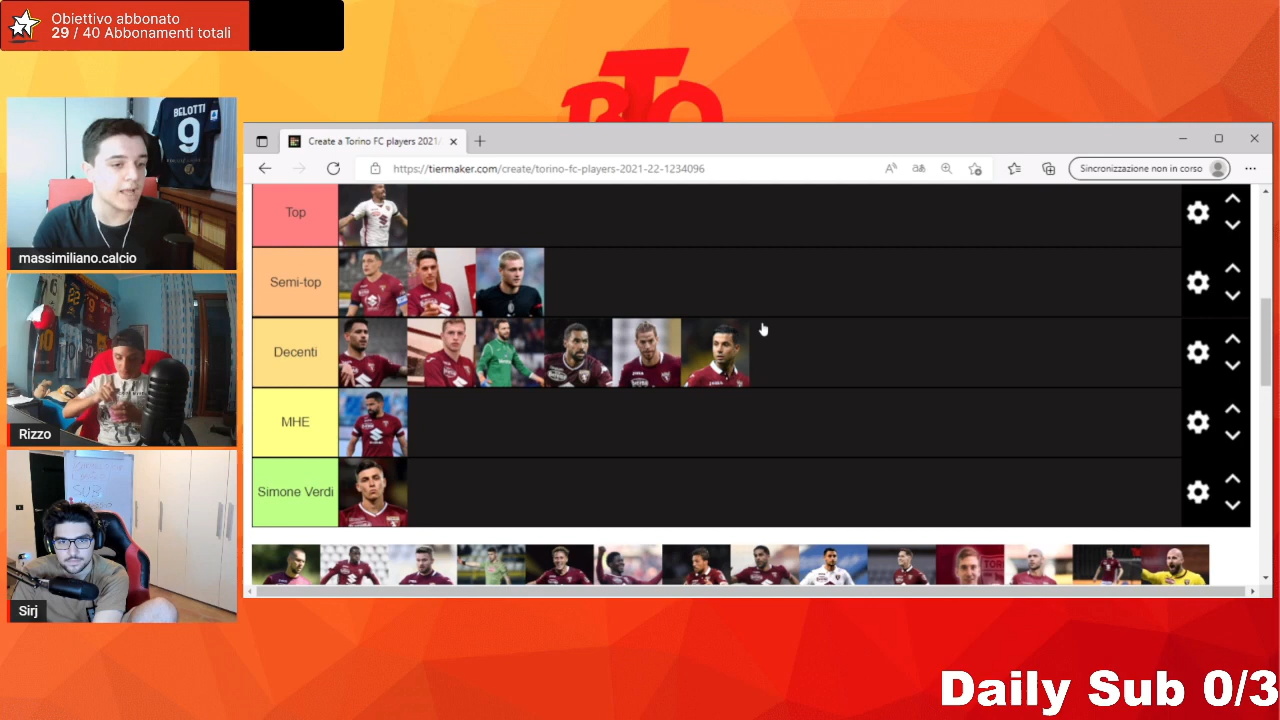 Obiettivo abbonato
29 / 40 Abbonamenti totali
BTO
BELOTTI
9
massimiliano.calcio
Rizzo
SUB
Sirj
Create a Torino FC players 2021/
https://tiermaker.com/create/torino-fc-players-2021-22-1234096
Sincronizzazione non in corso
Top
Semi-top
Decenti
MHE
Simone Verdi
Daily Sub 0/3